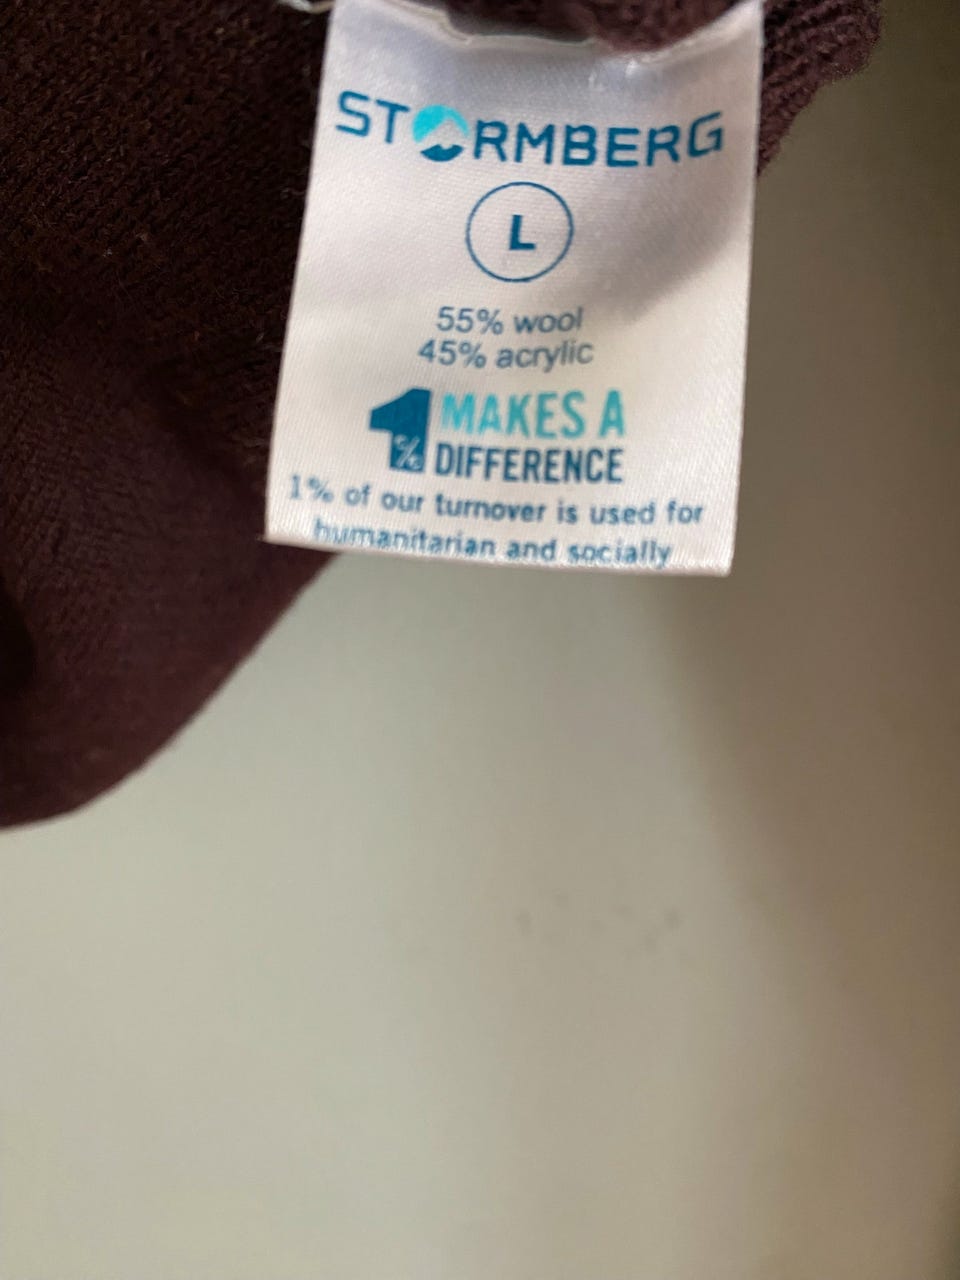 STORMBERG
L
55% wool
45% acrylic
1% MAKES A
DIFFERENCE
1% of our turnover is used for
humanitarian and socially